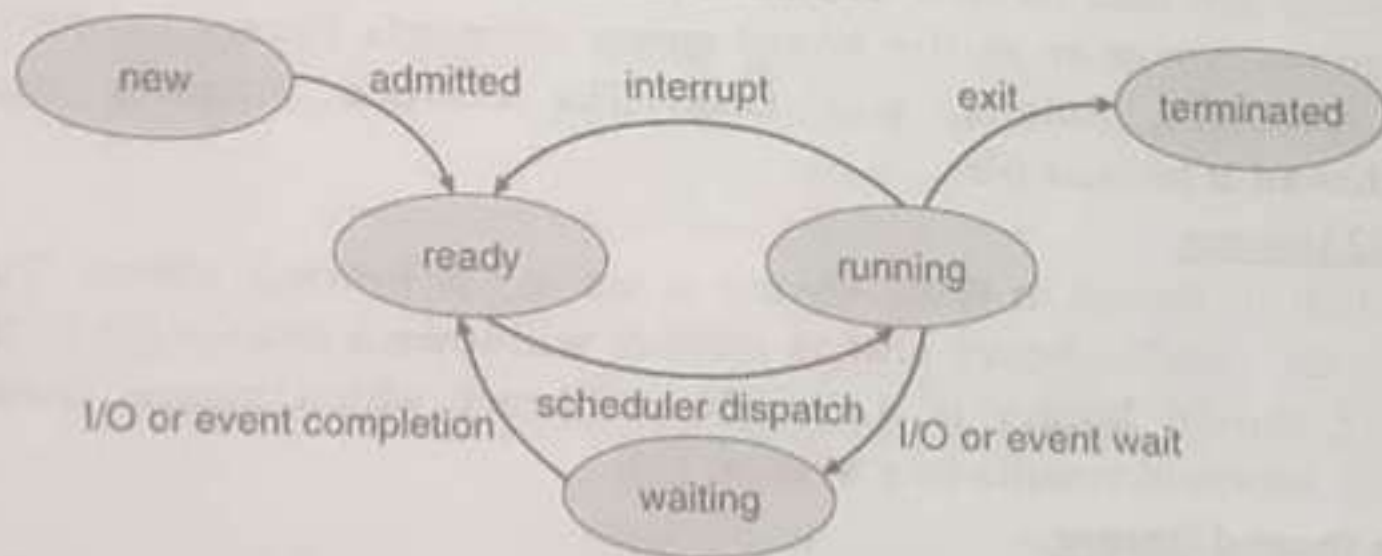 new
admitted
interrupt
exit
terminated
ready
running
I/O or event completion
scheduler dispatch
I/O or event wait
waiting